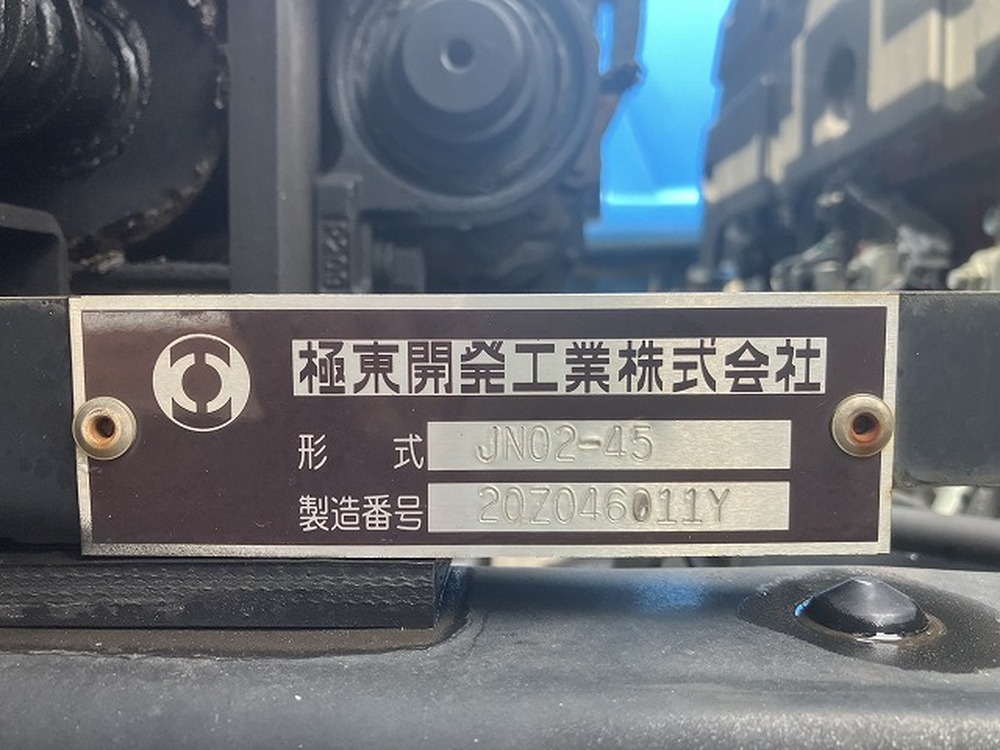 極東開発工業株式会社
形 式 JN02-45
製造番号 20Z046011Y